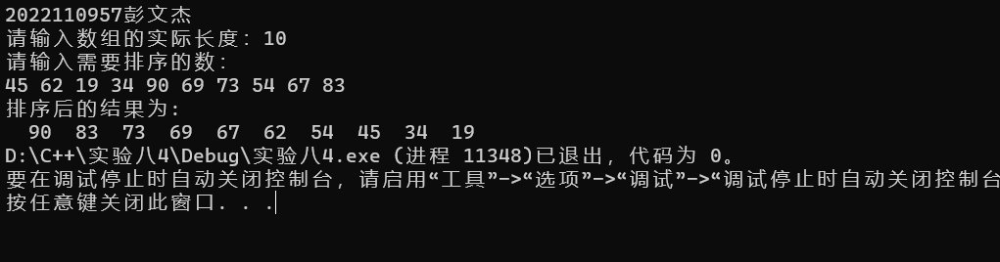 2022110957彭文杰
请输入数组的实际长度：10
请输入需要排序的数：
45 62 19 34 90 69 73 54 67 83
排序后的结果为:
  90  83  73  69  67  62  54  45  34  19
D:\C++\实验八4\Debug\实验八4.exe (进程 11348)已退出，代码为 0。
要在调试停止时自动关闭控制台，请启用“工具”->“选项”->“调试”->“调试停止时自动关闭控制台
按任意键关闭此窗口. . .